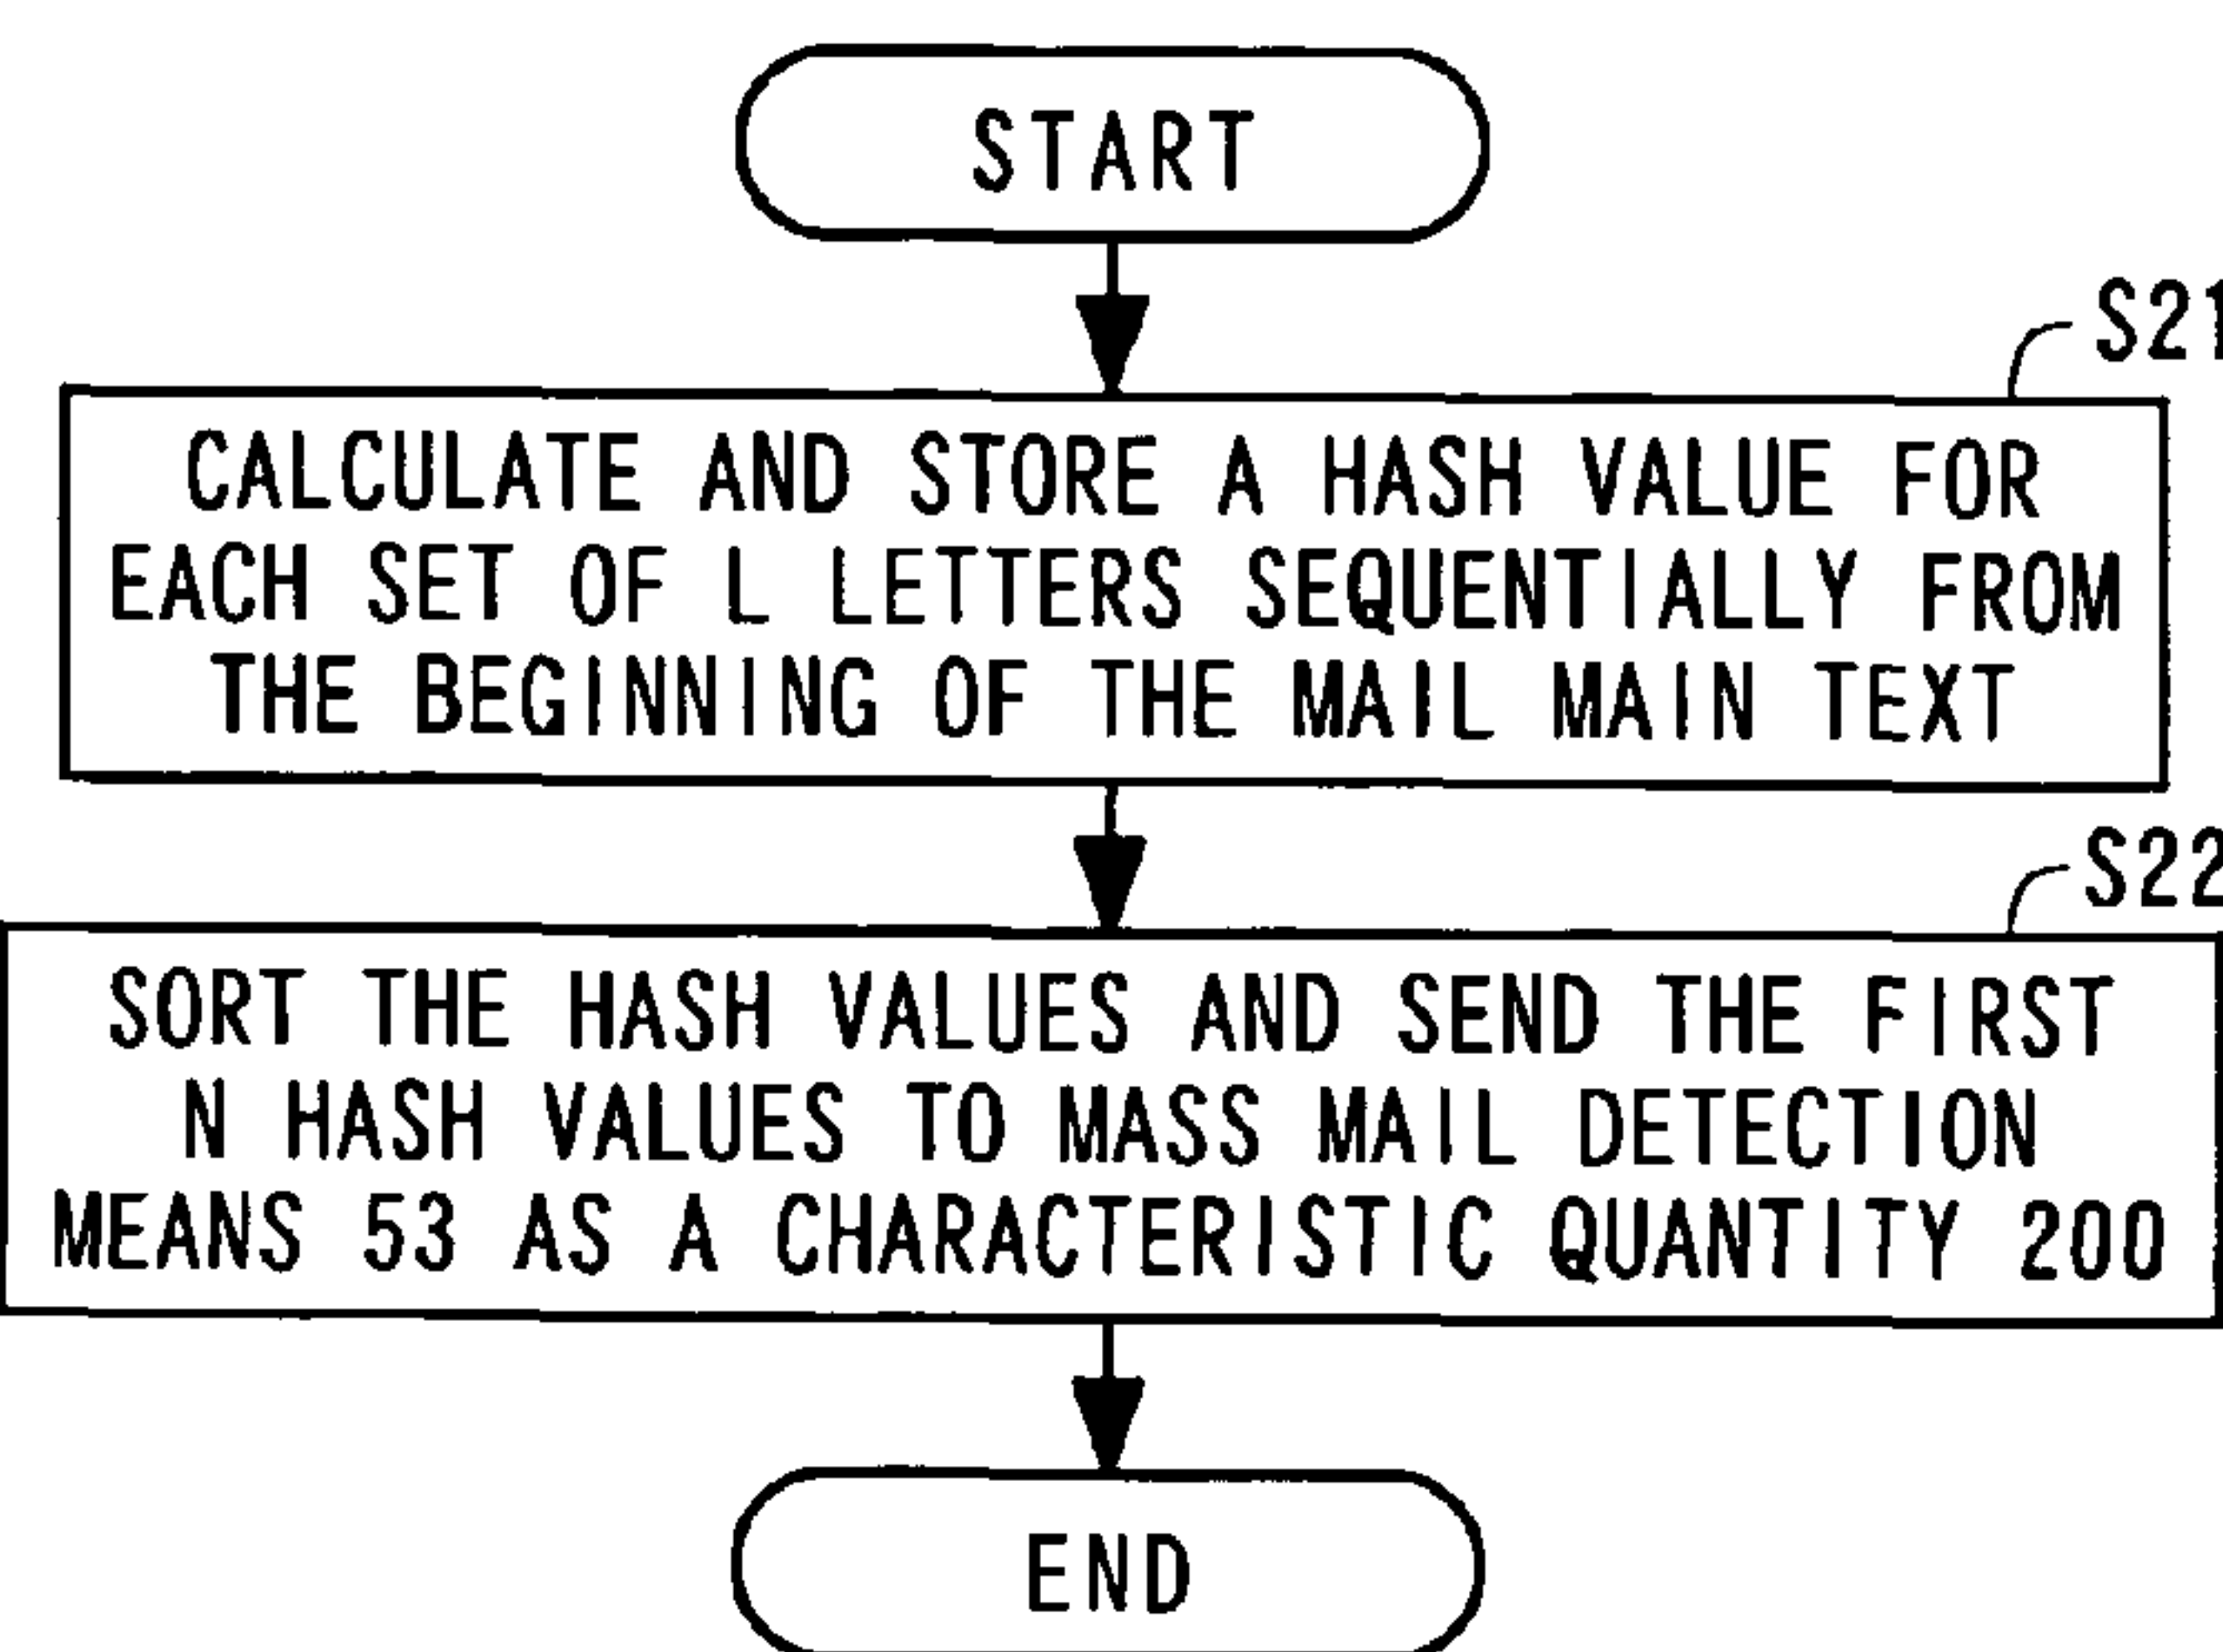 START
S21
CALCULATE AND STORE A HASH VALUE FOR
EACH SET OF L LETTERS SEQUENTIALLY FROM
THE BEGINNING OF THE MAIL MAIN TEXT
S22
SORT THE HASH VALUES AND SEND THE FIRST
N HASH VALUES TO MASS MAIL DETECTION
MEANS 53 AS A CHARACTERISTIC QUANTITY 200
END